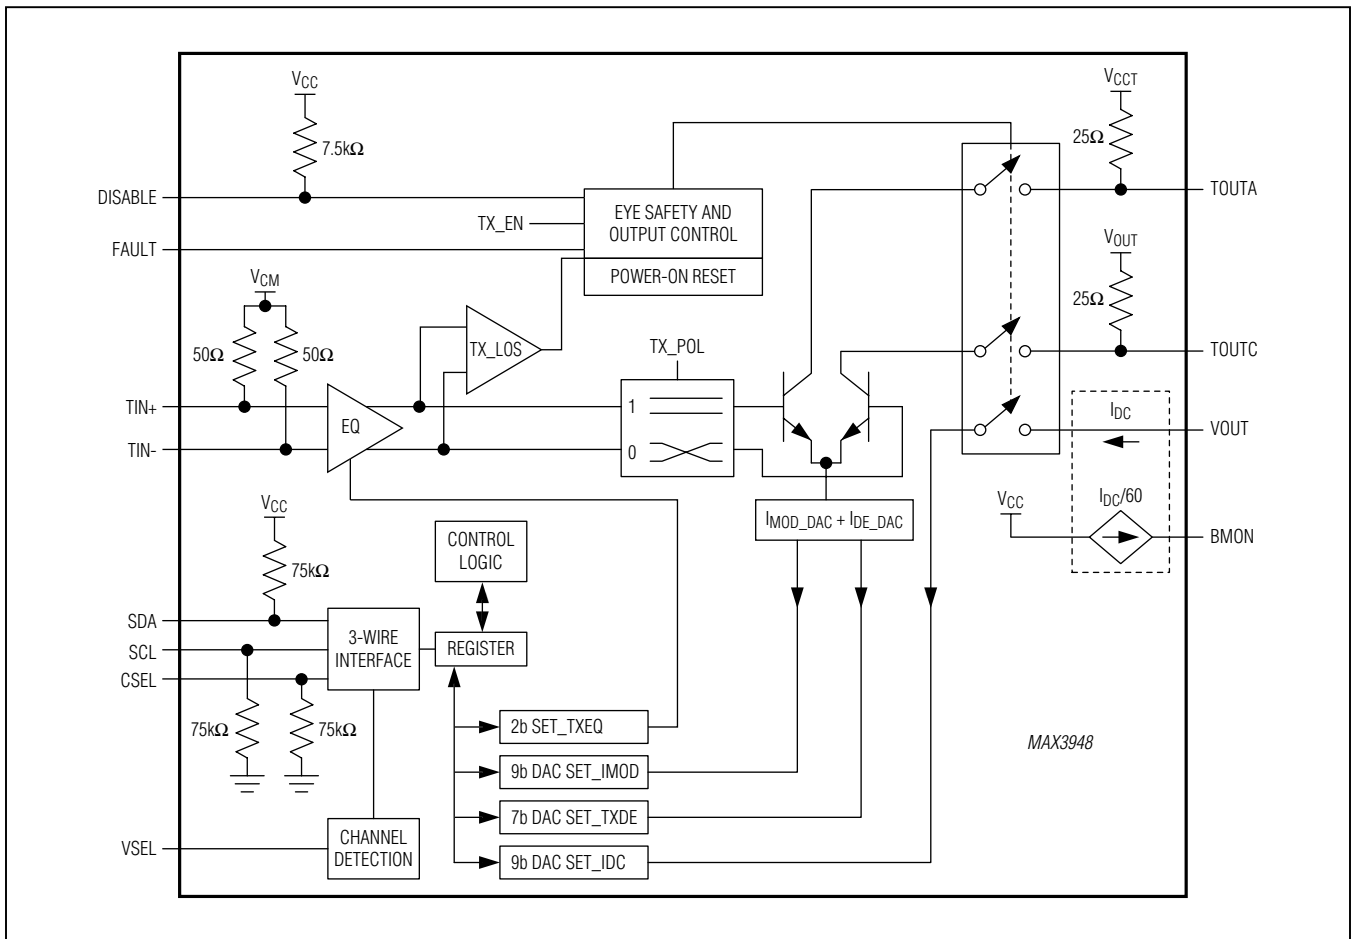 VCC
7.5kΩ
DISABLE
TX_EN
FAULT
EYE SAFETY AND
OUTPUT CONTROL
POWER-ON RESET
VCCT
25Ω
TOUTA
VOUT
25Ω
TOUTC
VCM
50Ω
50Ω
TX_LOS
TX_POL
TIN+
TIN-
EQ
1
0
IDC
VOUT
IMOD_DAC + IDE_DAC
VCC
IDC/60
BMON
VCC
75kΩ
CONTROL
LOGIC
SDA
SCL
CSEL
3-WIRE
INTERFACE
REGISTER
75kΩ
75kΩ
2b SET_TXEQ
9b DAC SET_IMOD
7b DAC SET_TXDE
9b DAC SET_IDC
VSEL
CHANNEL
DETECTION
MAX3948